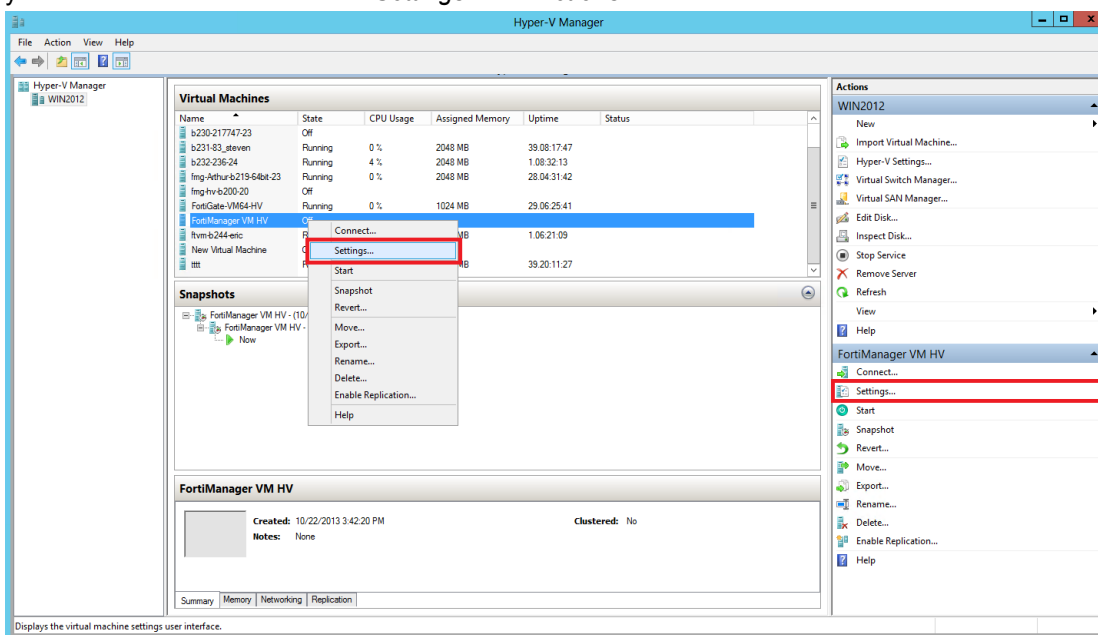 Hyper-V Manager
File Action View Help
Hyper-V Manager
WIN2012
Virtual Machines
Name State CPU Usage Assigned Memory Uptime Status
b230-217747-23 Off
b231-83_steven Running 0 % 2048 MB 39.08:17:47
b232-236-24 Running 4 % 2048 MB 1.08:32:13
fmg-Arthur-b219-64bit-23 Running 0 % 2048 MB 28.04:31:42
fmg-hv-b200-20 Off
FortiGate-VM64-HV Running 0 % 1024 MB 29.06:25:41
FortiManager VM HV
ftvm-b244-eric MB 1.06:21:09
New Virtual Machine
tttt MB 39.20:11:27
Connect...
Settings...
Start
Snapshot
Revert...
Move...
Export...
Rename...
Delete...
Enable Replication...
Help
Snapshots
FortiManager VM HV - (10/
FortiManager VM HV -
Now
FortiManager VM HV
Created: 10/22/2013 3:42:20 PM Clustered: No
Notes: None
Summary Memory Networking Replication
Displays the virtual machine settings user interface.
Actions
WIN2012
New
Import Virtual Machine...
Hyper-V Settings...
Virtual Switch Manager...
Virtual SAN Manager...
Edit Disk...
Inspect Disk...
Stop Service
Remove Server
Refresh
View
Help
FortiManager VM HV
Connect...
Settings...
Start
Snapshot
Revert...
Move...
Export...
Rename...
Delete...
Enable Replication...
Help